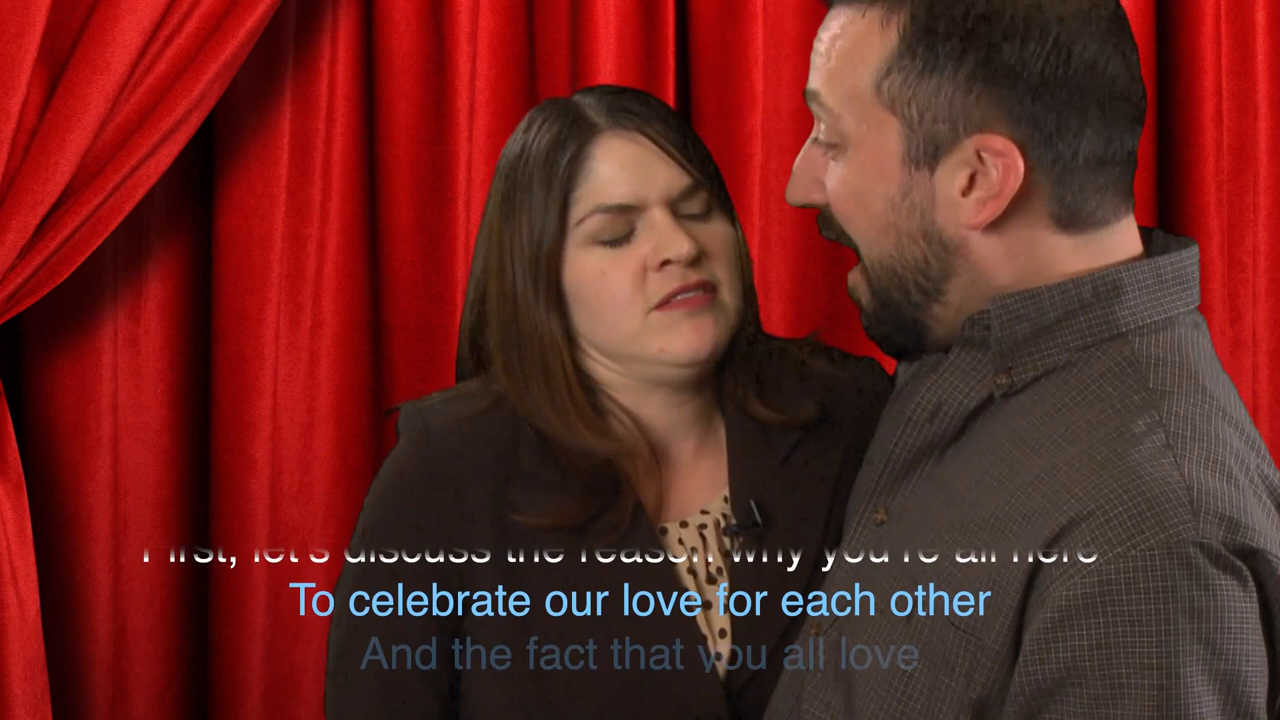 First, let's discuss the reason why you're all here
To celebrate our love for each other
And the fact that you all love